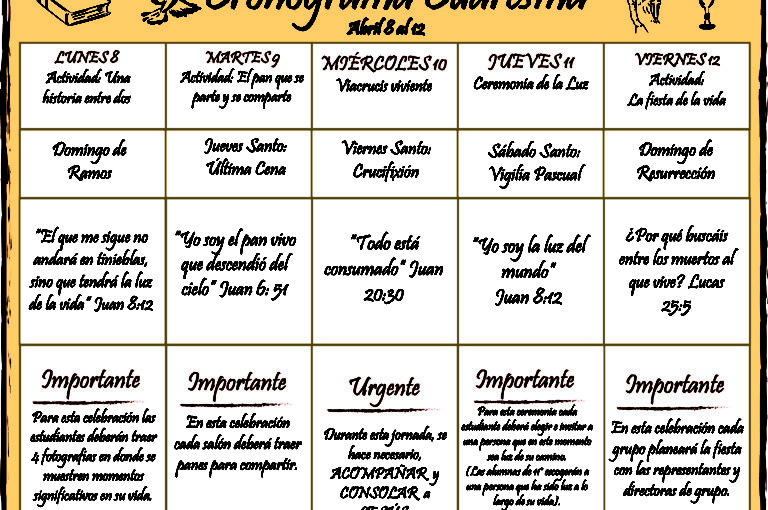 Cronograma Cuaresma
Abril 8 al 12
LUNES 8
Actividad: Una
historia entre dos
MARTES 9
Actividad: El pan que se
parte y se comparte
MIÉRCOLES 10
Viacrucis viviente
JUEVES 11
Ceremonia de la Luz
VIERNES 12
Actividad:
La fiesta de la vida
Domingo de
Ramos
Jueves Santo:
Última Cena
Viernes Santo:
Crucifixión
Sábado Santo:
Vigilia Pascual
Domingo de
Resurrección
"El que me sigue no
andará en tinieblas,
sino que tendrá la luz
de la vida" Juan 8:12
"Yo soy el pan vivo
que descendió del
cielo" Juan 6: 51
"Todo está
consumado" Juan
20:30
"Yo soy la luz del
mundo"
Juan 8:12
¿Por qué buscáis
entre los muertos al
que vive? Lucas
25:5
Importante
Para esta celebración las
estudiantes deberán traer
4 fotografías en donde se
muestren momentos
significativos en su vida.
Importante
En esta celebración
cada salón deberá traer
panes para compartir.
Urgente
Durante esta jornada, se
hace necesario,
ACOMPAÑAR y
CONSOLAR a
Importante
Para esta ceremonia cada
estudiante deberá elegir e invitar a
una persona que en este momento
sea luz de su camino.
(Las alumnas de 11° escogerán a
una persona que ha sido luz a lo
largo de su vida).
Importante
En esta celebración cada
grupo planeará la fiesta
con las representantes y
directoras de grupo.